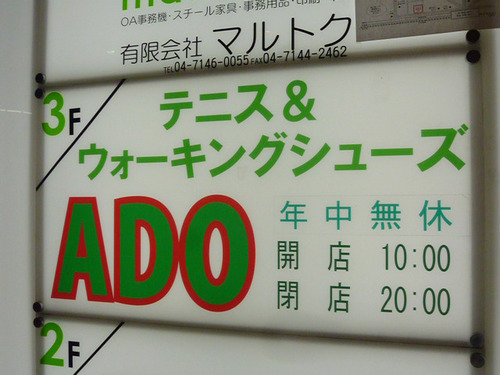 OA事務機・スチール家具・事務用品・印刷
有限会社 マルトク
TEL04-7146-0055 FAX04-7144-2462
3F
テニス&
ウォーキングシューズ
ADO
年中無休
開店 10:00
閉店 20:00
2F